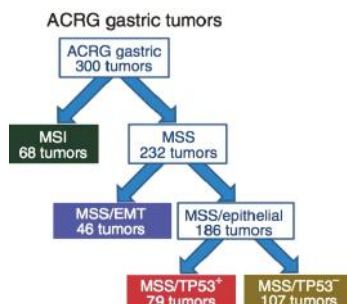 ACRG gastric tumors
ACRG gastric
300 tumors
MSI
68 tumors
MSS
232 tumors
MSS/EMT
46 tumors
MSS/epithelial
186 tumors
MSS/TP53⁺
79 tumors
MSS/TP53⁻
107 tumors